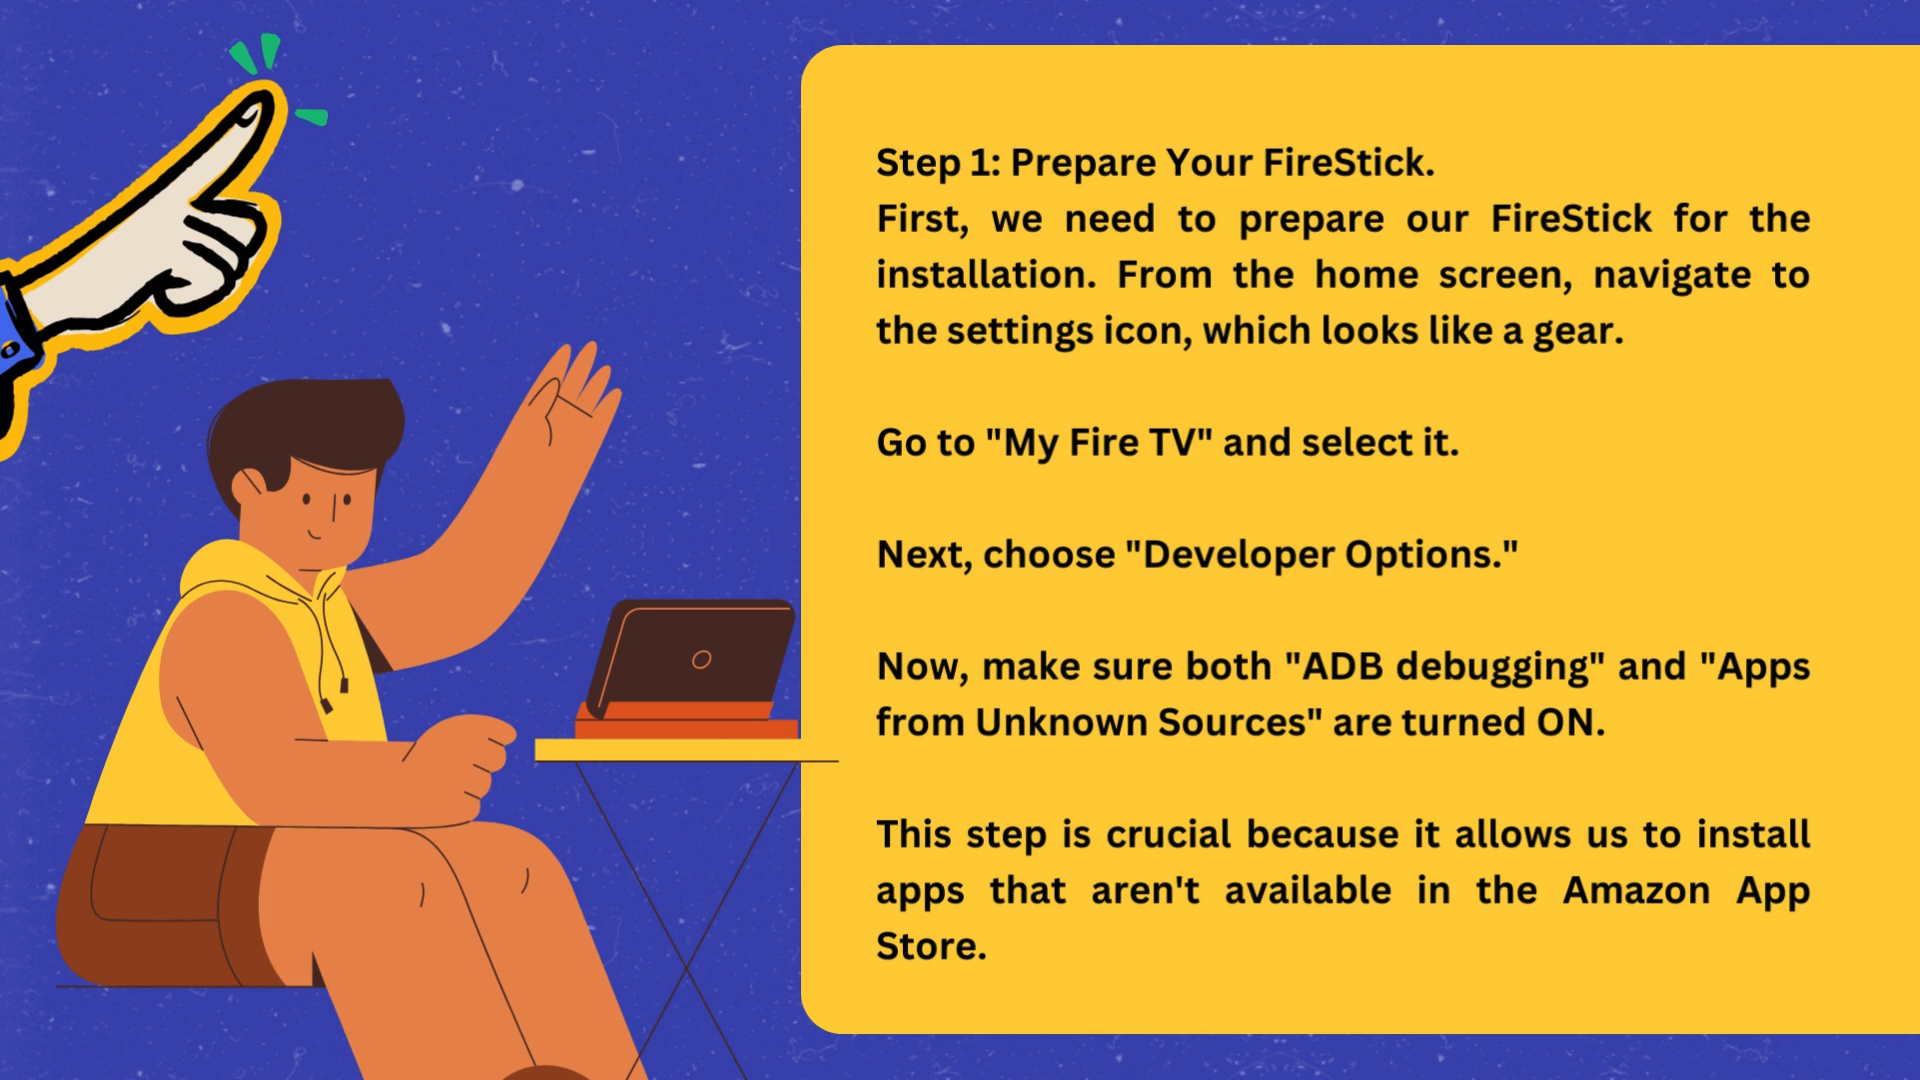 Step 1: Prepare Your FireStick.
First, we need to prepare our FireStick for the
installation. From the home screen, navigate to
the settings icon, which looks like a gear.
Go to "My Fire TV" and select it.
Next, choose "Developer Options."
Now, make sure both "ADB debugging" and "Apps
from Unknown Sources" are turned ON.
This step is crucial because it allows us to install
apps that aren't available in the Amazon App
Store.